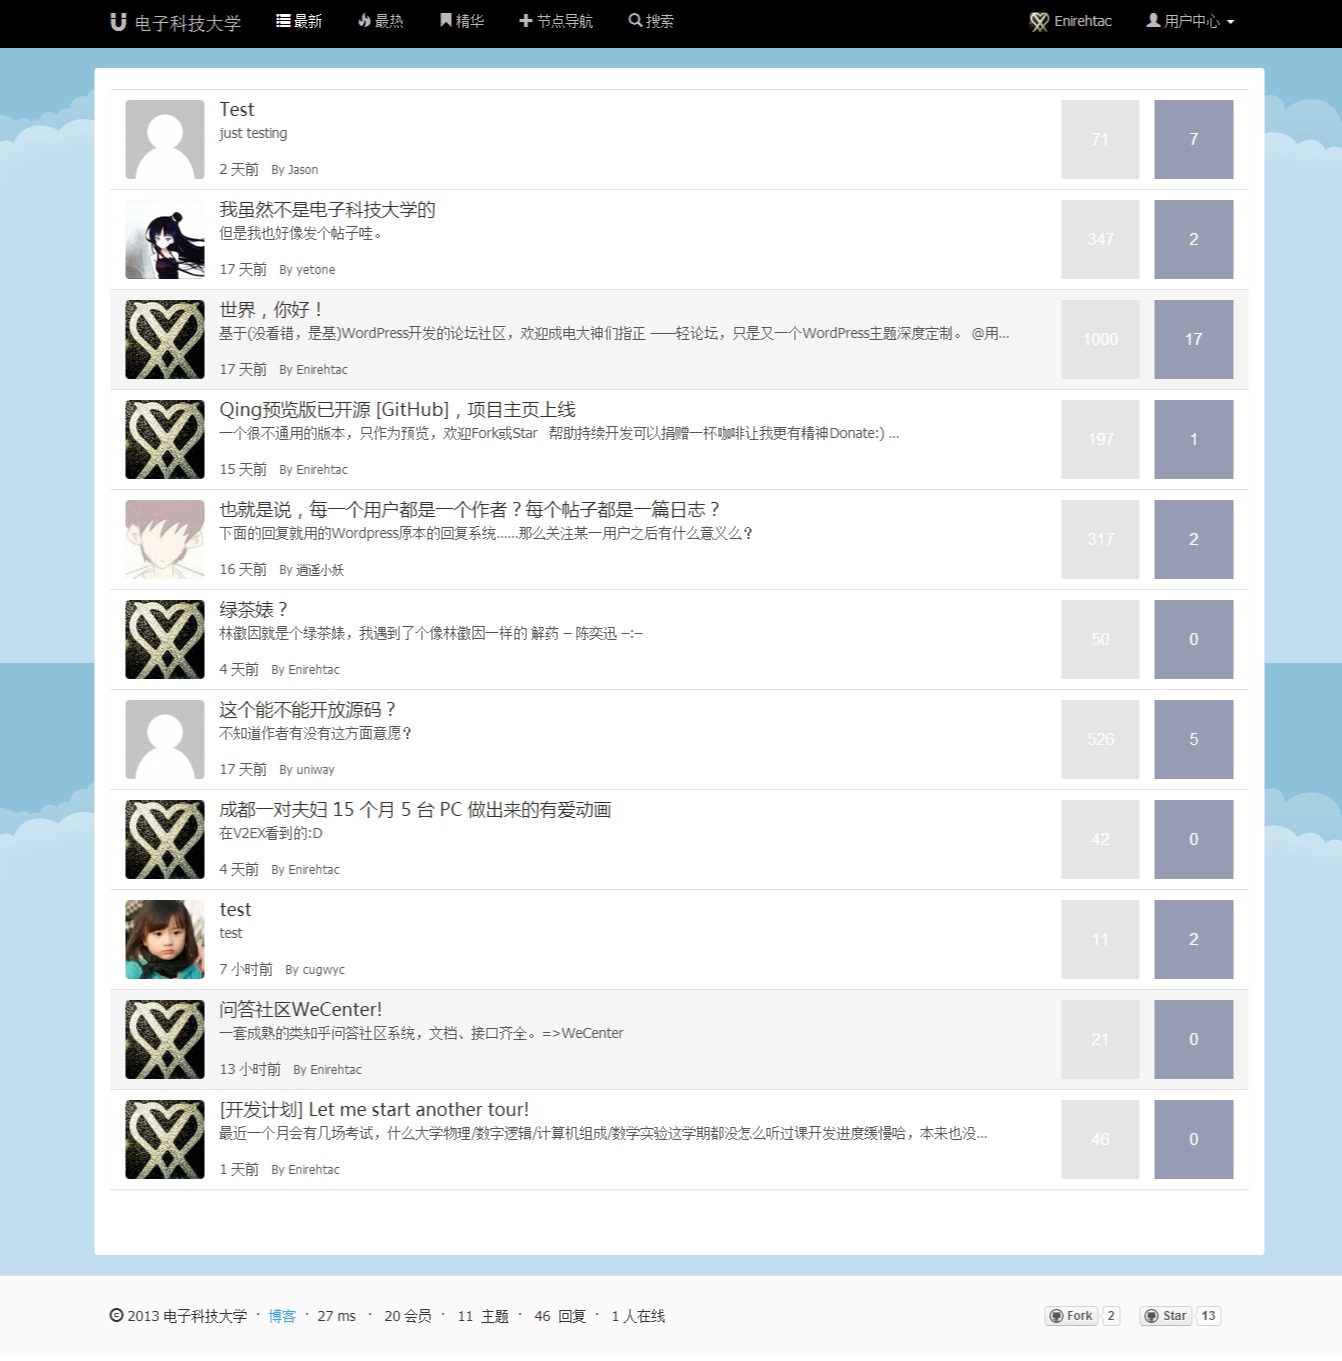 电子科技大学 最新 最热 精华 节点导航 搜索 Enirehtac 用户中心
Test
just testing
2 天前 By Jason
71 7
我虽然不是电子科技大学的
但是我也好像发个帖子哇。
17 天前 By yetone
347 2
世界，你好！
基于(没看错，是基)WordPress开发的论坛社区，欢迎成电大神们指正 ——轻论坛，只是又一个WordPress主题深度定制。 @用...
17 天前 By Enirehtac
1000 17
Qing预览版已开源 [GitHub]，项目主页上线
一个很不通用的版本，只作为预览，欢迎Fork或Star 帮助持续开发可以捐赠一杯咖啡让我更有精神Donate:) ...
15 天前 By Enirehtac
197 1
也就是说，每一个用户都是一个作者？每个帖子都是一篇日志？
下面的回复就用的Wordpress原本的回复系统……那么关注某一用户之后有什么意义么？
16 天前 By 逍遥小妖
317 2
绿茶婊？
林徽因就是个绿茶婊，我遇到了个像林徽因一样的 解药 – 陈奕迅 –:–
4 天前 By Enirehtac
50 0
这个能不能开放源码？
不知道作者有没有这方面意愿？
17 天前 By uniway
526 5
成都一对夫妇 15 个月 5 台 PC 做出来的有爱动画
在V2EX看到的:D
4 天前 By Enirehtac
42 0
test
test
7 小时前 By cugwyc
11 2
问答社区WeCenter!
一套成熟的类知乎问答社区系统，文档、接口齐全。=>WeCenter
13 小时前 By Enirehtac
21 0
[开发计划] Let me start another tour!
最近一个月会有几场考试，什么大学物理/数字逻辑/计算机组成/数学实验这学期都没怎么听过课开发进度缓慢哈，本来也没...
1 天前 By Enirehtac
46 0
© 2013 电子科技大学 · 博客 · 27 ms · 20 会员 · 11 主题 · 46 回复 · 1 人在线 Fork 2 Star 13